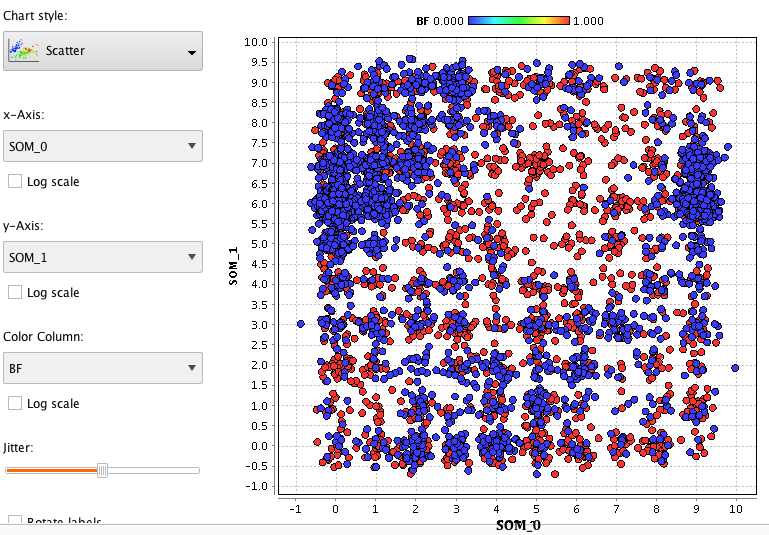 Chart style:
Scatter
x-Axis:
SOM_0
Log scale
y-Axis:
SOM_1
Log scale
Color Column:
BF
Log scale
Jitter:
Rotate labels
BF 0.000 1.000
10.0
9.5
9.0
8.5
8.0
7.5
7.0
6.5
6.0
5.5
5.0
4.5
4.0
3.5
3.0
2.5
2.0
1.5
1.0
0.5
0.0
-0.5
-1.0
SOM_1
-1 0 1 2 3 4 5 6 7 8 9 10
SOM_0